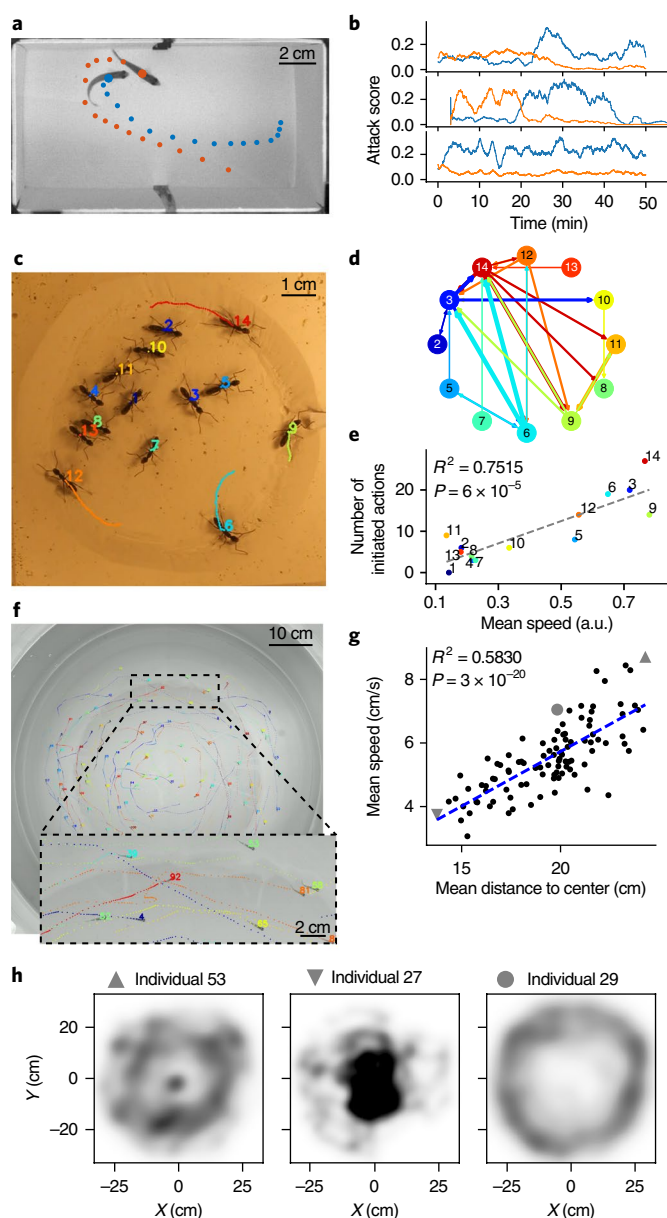 a
2 cm
b
0.2
0.0
0.2
0.0
0.2
0.0
Attack score
0 10 20 30 40 50
Time (min)
c
1 cm
14
2
10
11
4
1
3
5
8
13
7
9
12
6
d
12
14
13
3
10
2
11
5
8
7
6
9
e
R² = 0.7515
P = 6 × 10⁻⁵
14
6
3
12
9
11
5
2
13
8
10
4
7
1
20
10
0
Number of
initiated actions
0.1 0.3 0.5 0.7
Mean speed (a.u.)
f
10 cm
92
4
65
2 cm
g
R² = 0.5830
P = 3 × 10⁻²⁰
8
6
4
Mean speed (cm/s)
15 20
Mean distance to center (cm)
h
Individual 53
Individual 27
Individual 29
20
0
–20
Y (cm)
–25 0 25
–25 0 25
–25 0 25
X (cm)
X (cm)
X (cm)